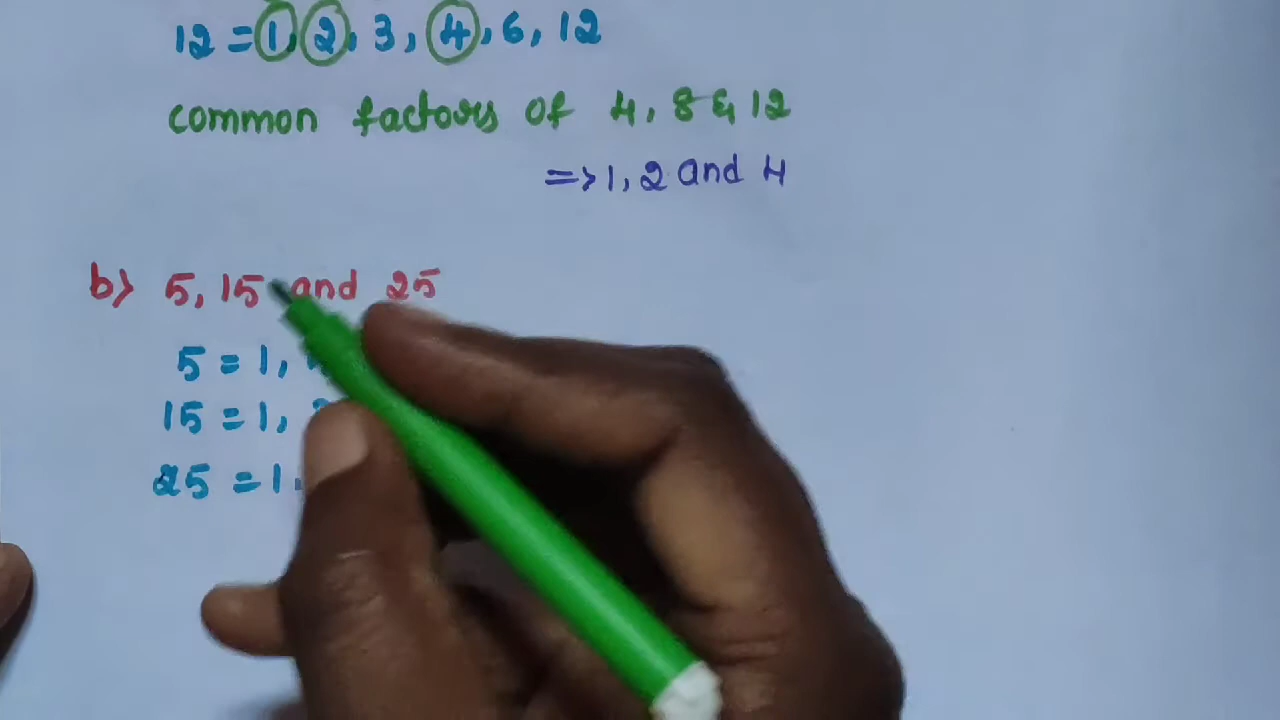 12 = 1, 2, 3, 4, 6, 12
common factors of 4, 8 & 12
=> 1, 2 and 4
b) 5, 15 and 25
5 = 1,
15 = 1,
25 = 1,